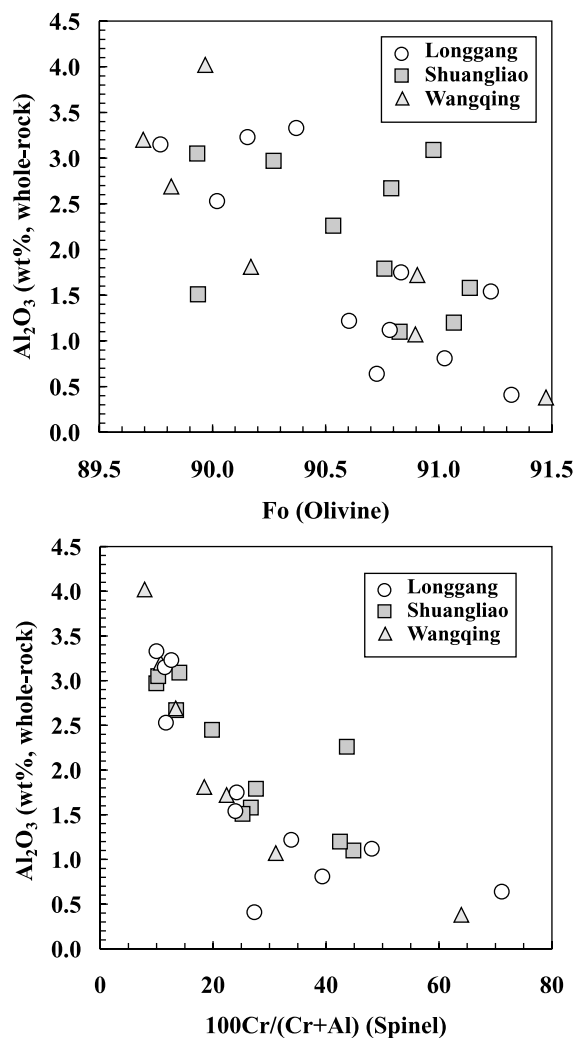 4.5
4.0
3.5
3.0
2.5
2.0
1.5
1.0
0.5
0.0
Al₂O₃ (wt%, whole-rock)
Longgang
Shuangliao
Wangqing
89.5 90.0 90.5 91.0 91.5
Fo (Olivine)
4.5
4.0
3.5
3.0
2.5
2.0
1.5
1.0
0.5
0.0
Al₂O₃ (wt%, whole-rock)
Longgang
Shuangliao
Wangqing
0 20 40 60 80
100Cr/(Cr+Al) (Spinel)